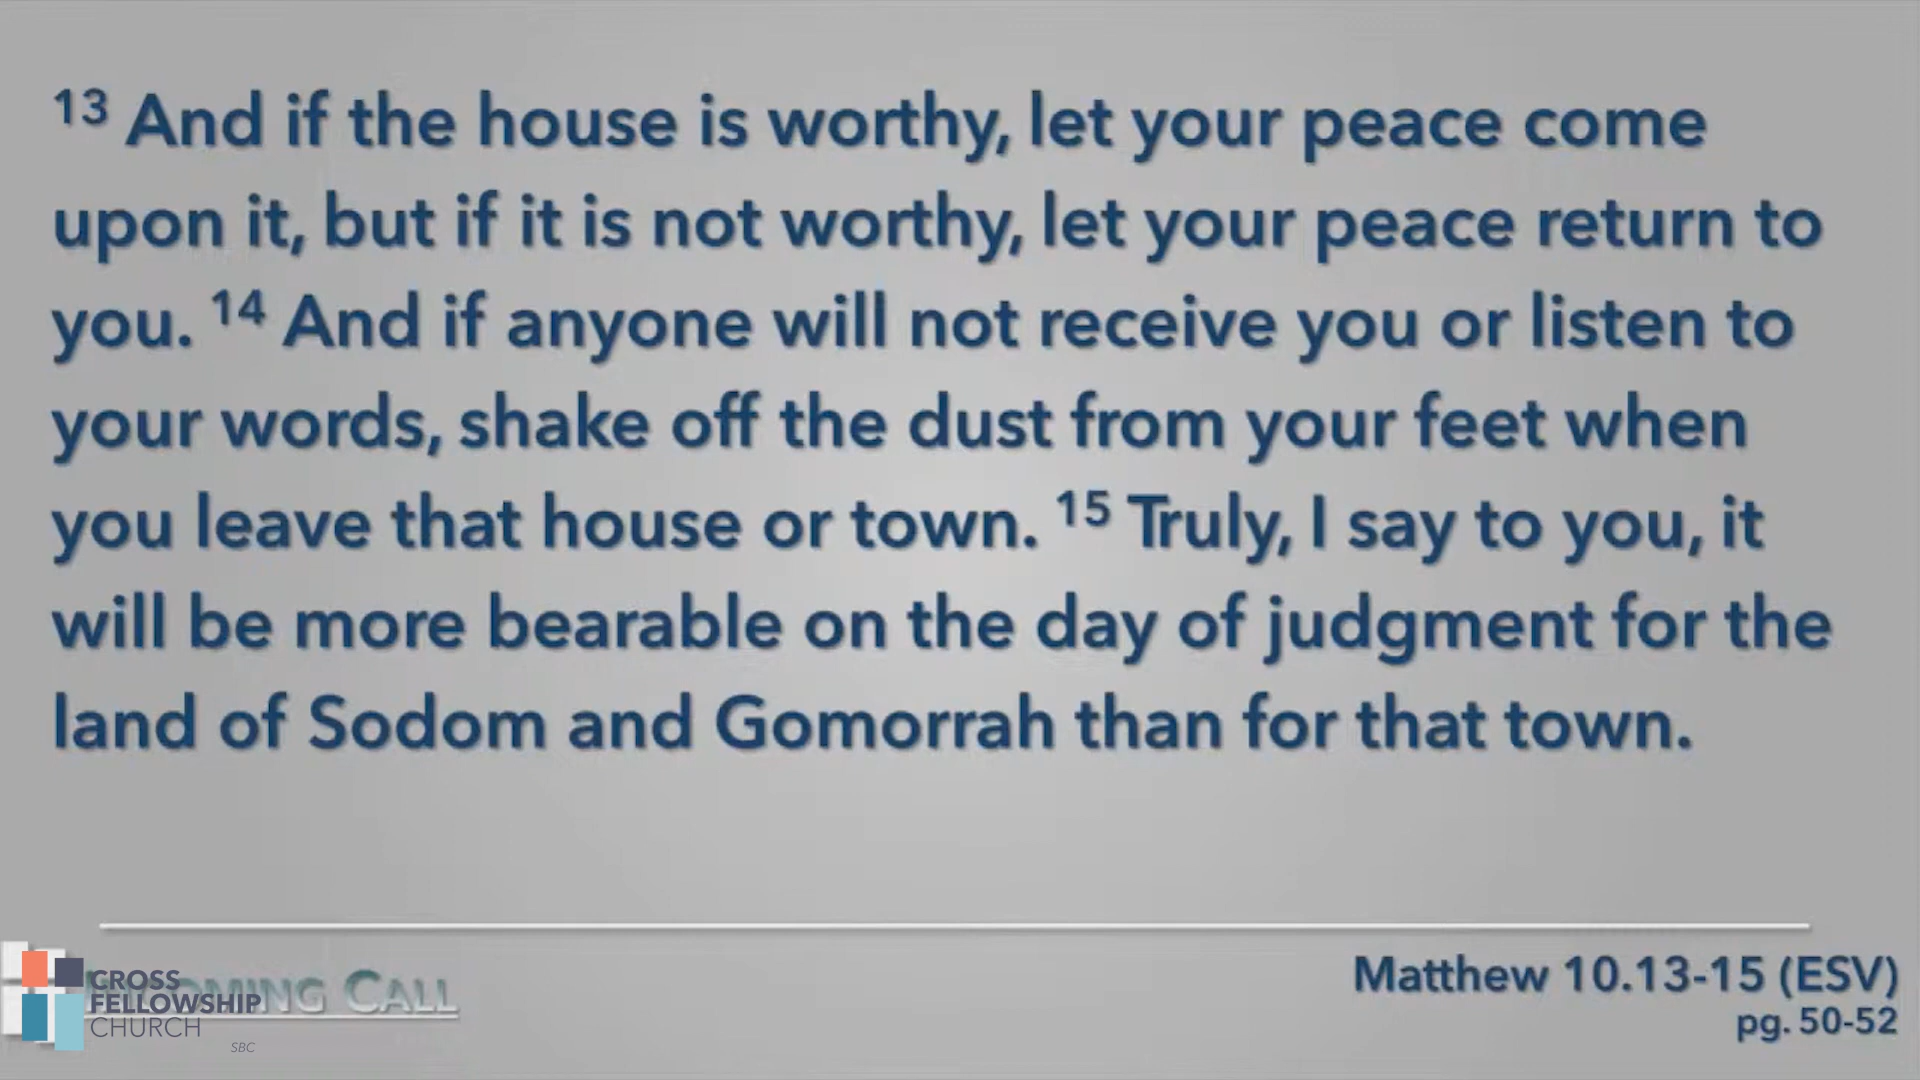 13 And if the house is worthy, let your peace come
upon it, but if it is not worthy, let your peace return to
you. 14 And if anyone will not receive you or listen to
your words, shake off the dust from your feet when
you leave that house or town. 15 Truly, I say to you, it
will be more bearable on the day of judgment for the
land of Sodom and Gomorrah than for that town.
CALL
CROSS
FELLOWSHIP
CHURCH
SBC
Matthew 10.13-15 (ESV)
pg. 50-52